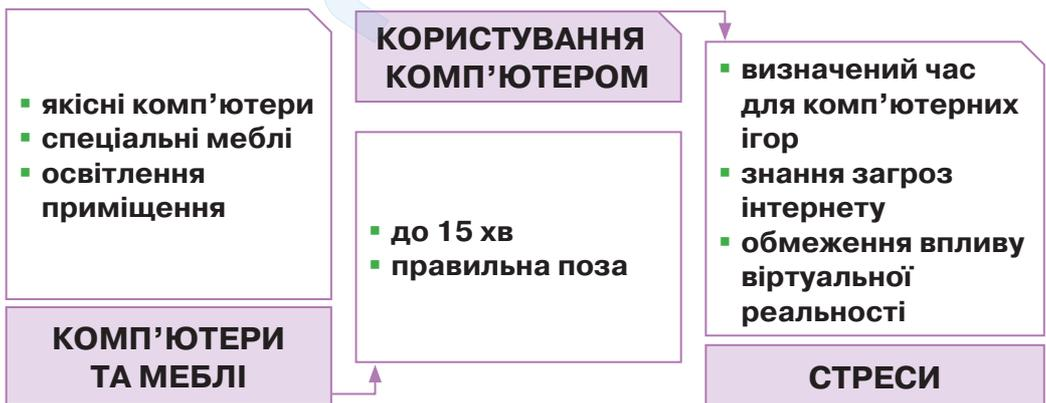 ▪ якісні комп’ютери
▪ спеціальні меблі
▪ освітлення
приміщення
КОМП’ЮТЕРИ
ТА МЕБЛІ
КОРИСТУВАННЯ
КОМП’ЮТЕРОМ
▪ до 15 хв
▪ правильна поза
▪ визначений час
для комп’ютерних
ігор
▪ знання загроз
інтернету
▪ обмеження впливу
віртуальної
реальності
СТРЕСИ